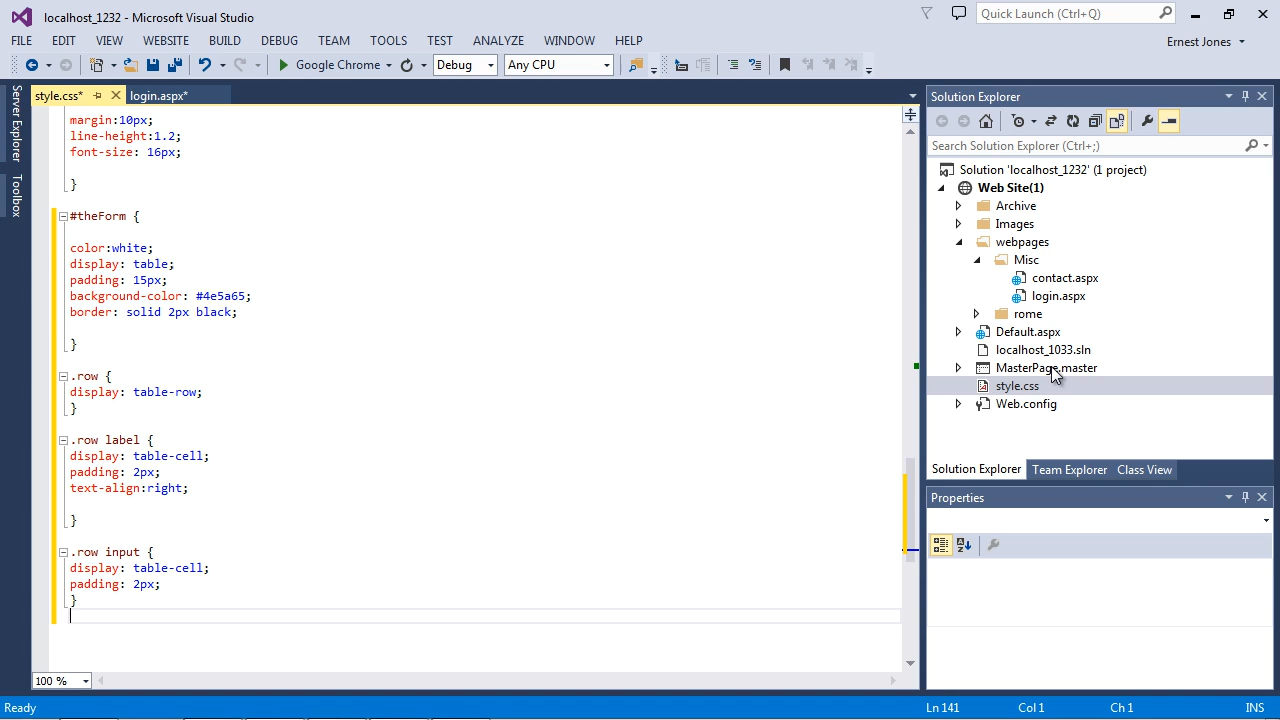 localhost_1232 - Microsoft Visual Studio
Quick Launch (Ctrl+Q)
FILE EDIT VIEW WEBSITE BUILD DEBUG TEAM TOOLS TEST ANALYZE WINDOW HELP
Ernest Jones
Google Chrome Debug Any CPU
Server Explorer
Toolbox
style.css* login.aspx*
margin:10px;
line-height:1.2;
font-size: 16px;
}
#theForm {
color:white;
display: table;
padding: 15px;
background-color: #4e5a65;
border: solid 2px black;
}
.row {
display: table-row;
}
.row label {
display: table-cell;
padding: 2px;
text-align:right;
}
.row input {
display: table-cell;
padding: 2px;
}
100 %
Solution Explorer
Search Solution Explorer (Ctrl+;)
Solution 'localhost_1232' (1 project)
Web Site(1)
Archive
Images
webpages
Misc
contact.aspx
login.aspx
rome
Default.aspx
localhost_1033.sln
MasterPage.master
style.css
Web.config
Solution Explorer Team Explorer Class View
Properties
Ready Ln 141 Col 1 Ch 1 INS